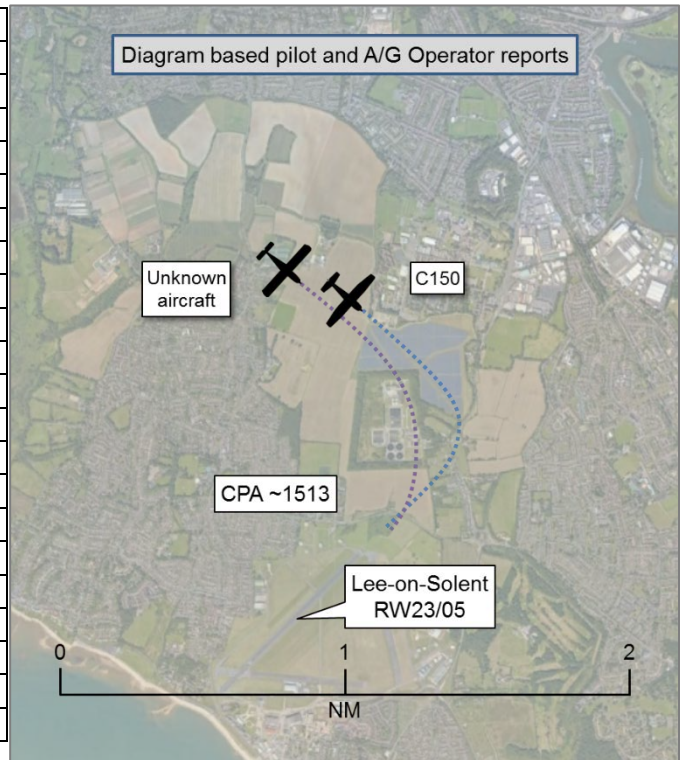 Diagram based pilot and A/G Operator reports
Unknown
aircraft
C150
CPA ~1513
Lee-on-Solent
RW23/05
0
1
2
NM